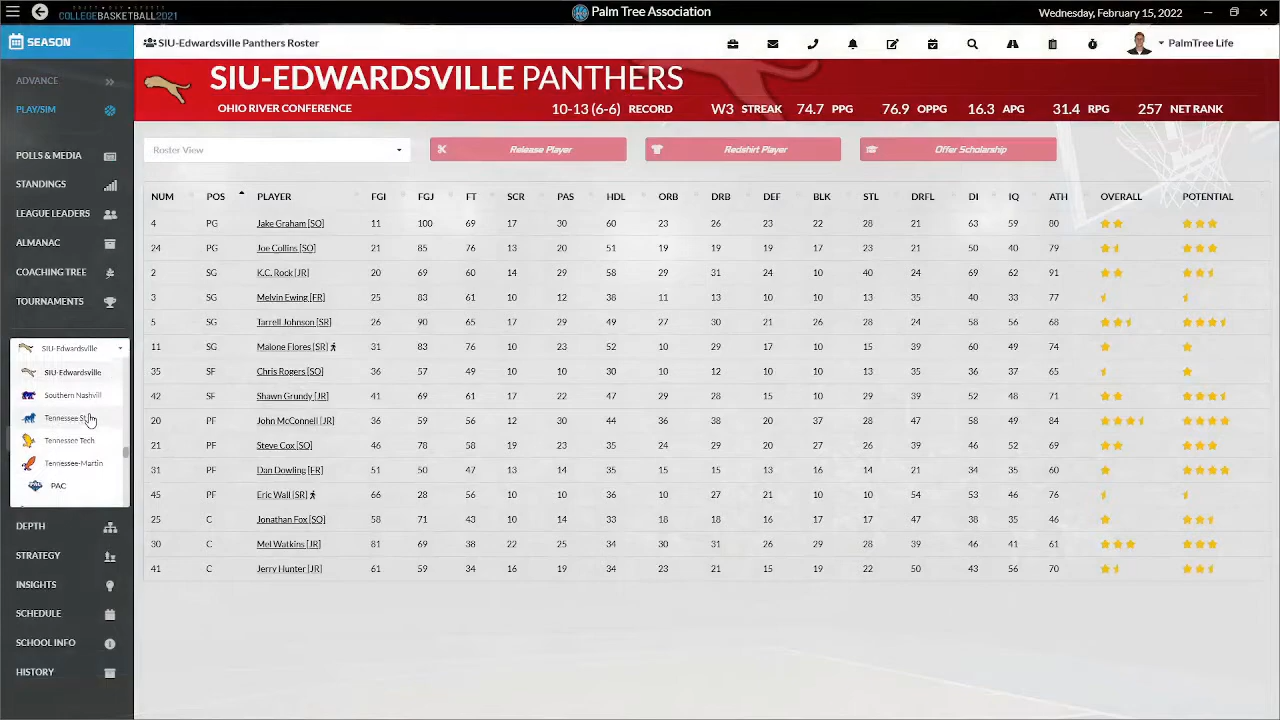 DRAFT DAY SPORTS
COLLEGEBASKETBALL2021
Palm Tree Association
Wednesday, February 15, 2022
SEASON
SIU-Edwardsville Panthers Roster
PalmTree Life
ADVANCE
PLAY/SIM
POLLS & MEDIA
STANDINGS
LEAGUE LEADERS
ALMANAC
COACHING TREE
TOURNAMENTS
SIU-Edwardsville
SIU-Edwardsville
Southern Nashvill
Tennessee St
Tennessee Tech
Tennessee-Martin
PAC
DEPTH
STRATEGY
INSIGHTS
SCHEDULE
SCHOOL INFO
HISTORY
SIU-EDWARDSVILLE PANTHERS
OHIO RIVER CONFERENCE 10-13 (6-6) RECORD W3 STREAK 74.7 PPG 76.9 OPPG 16.3 APG 31.4 RPG 257 NET RANK
Roster View Release Player Redshirt Player Offer Scholarship
NUM POS PLAYER FGI FGJ FT SCR PAS HDL ORB DRB DEF BLK STL DRFL DI IQ ATH OVERALL POTENTIAL
4 PG Jake Graham [SO] 11 100 69 17 30 60 23 26 23 22 28 21 63 59 80
24 PG Joe Collins [SO] 21 85 76 13 20 51 19 19 19 17 23 21 50 40 79
2 SG K.C. Rock [JR] 20 69 60 14 29 58 29 31 24 10 40 24 69 62 91
3 SG Melvin Ewing [FR] 25 83 61 10 12 38 11 13 10 10 13 35 40 33 77
5 SG Tarrell Johnson [SR] 26 90 65 17 29 49 27 30 21 26 28 24 58 56 68
11 SG Malone Flores [SR] 31 83 76 10 23 52 10 29 10 10 14 39 60 49 74
35 SF Chris Rogers [SO] 36 57 49 10 10 30 10 12 10 10 13 35 36 37 65
42 SF Shawn Grundy [JR] 41 69 61 17 22 47 29 28 15 10 29 39 52 48 71
20 PF John McConnell [JR] 36 59 56 12 30 44 36 38 20 20 28 47 58 49 84
21 PF Steve Cox [SO] 46 78 58 19 23 35 24 29 20 27 26 39 46 52 69
31 PF Dan Dowling [FR] 51 50 47 13 14 35 15 15 13 16 14 21 34 35 60
45 PF Eric Wall [SR] 66 28 56 10 10 36 10 27 21 10 10 54 53 46 76
25 C Jonathan Fox [SO] 58 71 43 10 14 33 18 18 16 17 17 47 38 35 46
30 C Mel Watkins [JR] 81 69 38 22 25 34 30 31 26 29 28 39 46 41 61
41 C Jerry Hunter [JR] 61 59 34 16 19 34 23 21 15 19 22 50 43 56 70